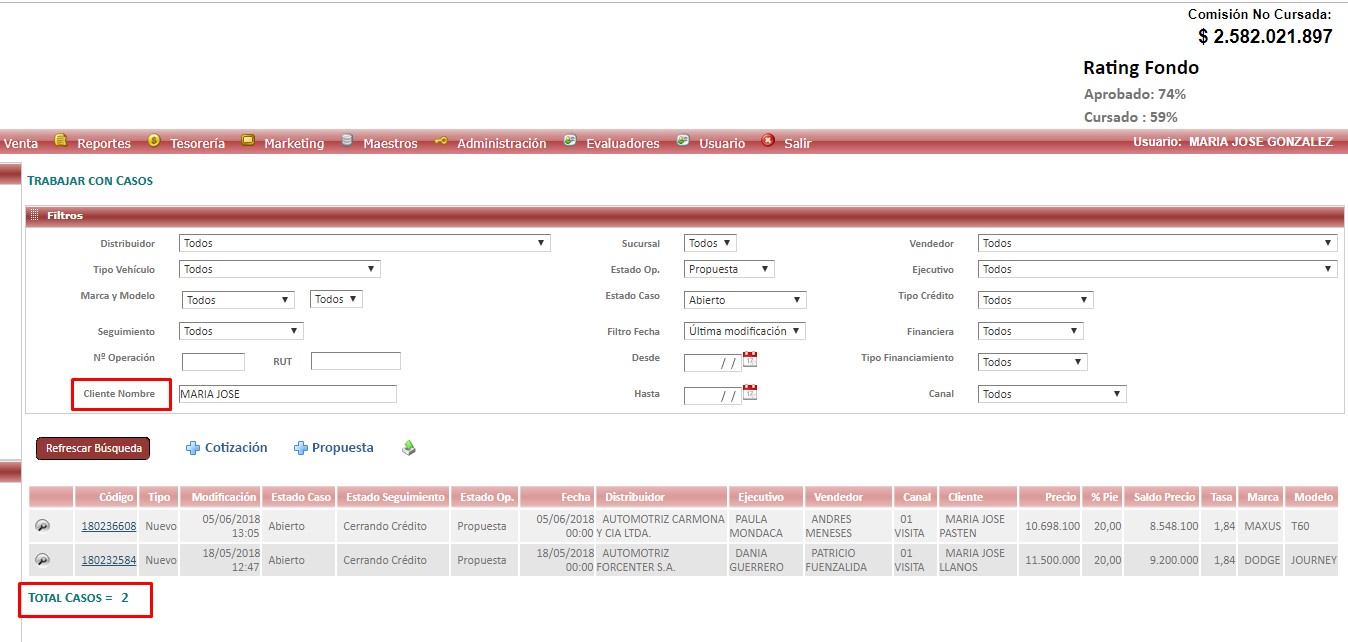 Comisión No Cursada:
$ 2.582.021.897
Rating Fondo
Aprobado: 74%
Cursado : 59%
Venta Reportes Tesorería Marketing Maestros Administración Evaluadores Usuario Salir Usuario: MARIA JOSE GONZALEZ
TRABAJAR CON CASOS
Filtros
Distribuidor Todos Sucursal Todos Vendedor Todos
Tipo Vehículo Todos Estado Op. Propuesta Ejecutivo Todos
Marca y Modelo Todos Todos Estado Caso Abierto Tipo Crédito Todos
Seguimiento Todos Filtro Fecha Última modificación Financiera Todos
Nº Operación RUT Desde / / Tipo Financiamiento Todos
Cliente Nombre MARIA JOSE Hasta / / Canal Todos
Refrescar Búsqueda Cotización Propuesta
Código Tipo Modificación Estado Caso Estado Seguimiento Estado Op. Fecha Distribuidor Ejecutivo Vendedor Canal Cliente Precio % Pie Saldo Precio Tasa Marca Modelo
180236608 Nuevo 05/06/2018 13:05 Abierto Cerrando Crédito Propuesta 05/06/2018 00:00 AUTOMOTRIZ CARMONA Y CIA LTDA. PAULA MONDACA ANDRES MENESES 01 VISITA MARIA JOSE PASTEN 10.698.100 20,00 8.548.100 1,84 MAXUS T60
180232584 Nuevo 18/05/2018 12:47 Abierto Cerrando Crédito Propuesta 18/05/2018 00:00 AUTOMOTRIZ FORCENTER S.A. DANIA GUERRERO PATRICIO FUENZALIDA 01 VISITA MARIA JOSE LLANOS 11.500.000 20,00 9.200.000 1,84 DODGE JOURNEY
TOTAL CASOS = 2